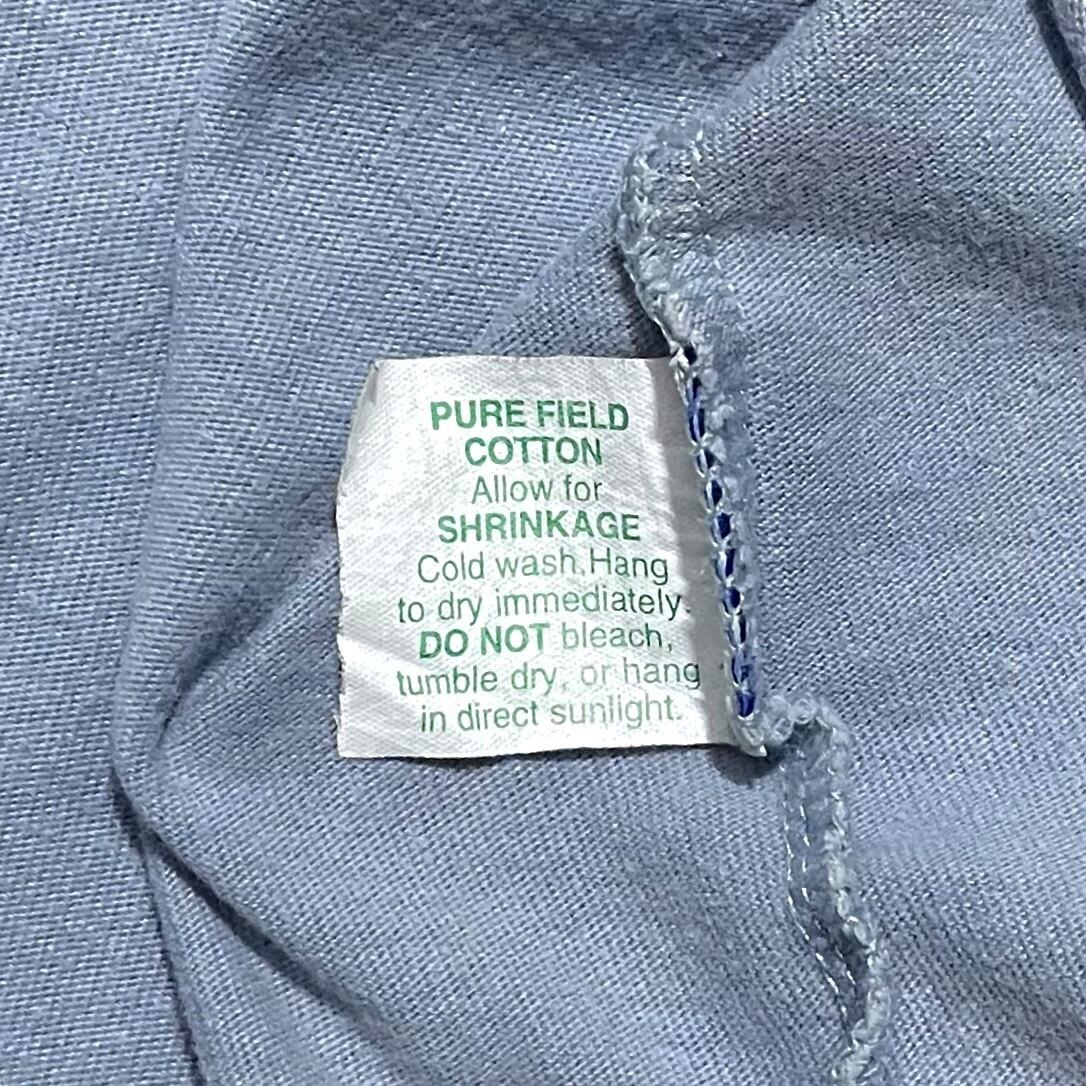 PURE FIELD
COTTON
Allow for
SHRINKAGE
Cold wash. Hang
to dry immediately.
DO NOT bleach,
tumble dry, or hang
in direct sunlight.